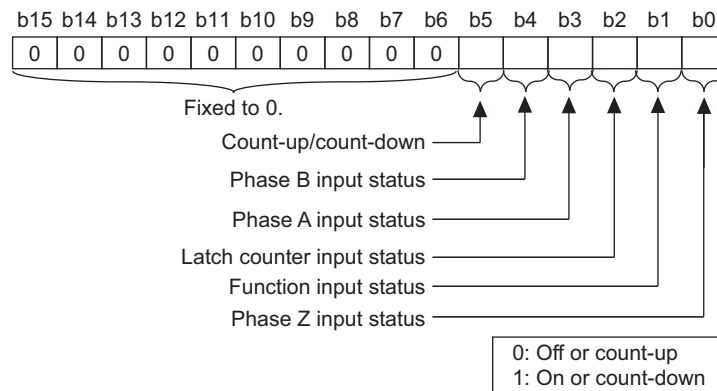 b15 b14 b13 b12 b11 b10 b9 b8 b7 b6 b5 b4 b3 b2 b1 b0
0 0 0 0 0 0 0 0 0 0
Fixed to 0.
Count-up/count-down
Phase B input status
Phase A input status
Latch counter input status
Function input status
Phase Z input status
0: Off or count-up
1: On or count-down